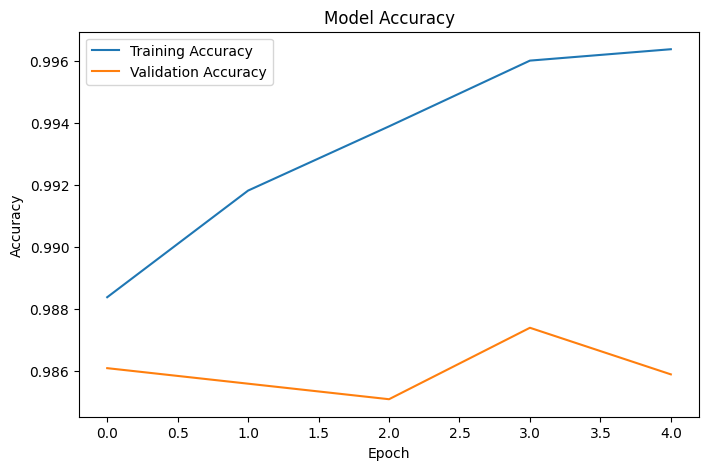 Model Accuracy
Training Accuracy
Validation Accuracy
0.996
0.994
0.992
0.990
0.988
0.986
Accuracy
0.0 0.5 1.0 1.5 2.0 2.5 3.0 3.5 4.0
Epoch